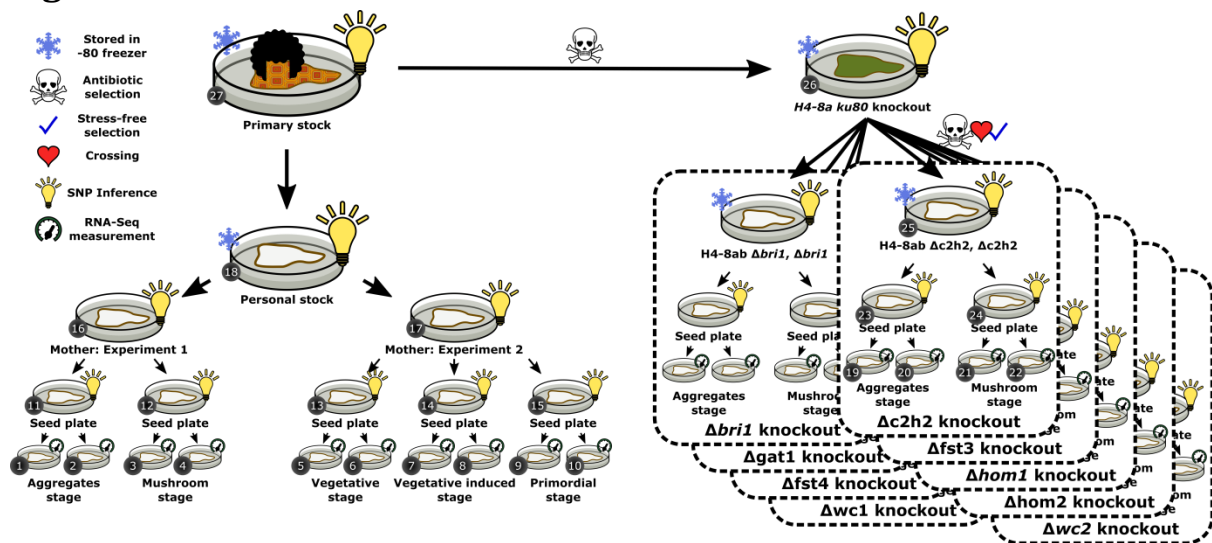 Stored in
-80 freezer
Antibiotic
selection
Stress-free
selection
Crossing
SNP Inference
RNA-Seq
measurement
27
Primary stock
26
H4-8a ku80 knockout
18
Personal stock
16
Mother: Experiment 1
17
Mother: Experiment 2
11
Seed plate
12
Seed plate
13
Seed plate
14
Seed plate
15
Seed plate
1
2
Aggregates
stage
3
4
Mushroom
stage
5
6
Vegetative
stage
7
8
Vegetative induced
stage
9
10
Primordial
stage
H4-8ab Δbri1, Δbri1
Seed plate
Seed pla
Aggregates
stage
Mushro
stag
Δbri1 knockout
25
H4-8ab Δc2h2, Δc2h2
23
Seed plate
24
Seed plate
19
20
Aggregates
stage
21
22
Mushroom
stage
Δc2h2 knockout
Δgat1 knockout
Δfst3 knockout
Δfst4 knockout
Δhom1 knockout
Δwc1 knockout
Δhom2 knockout
Δwc2 knockout